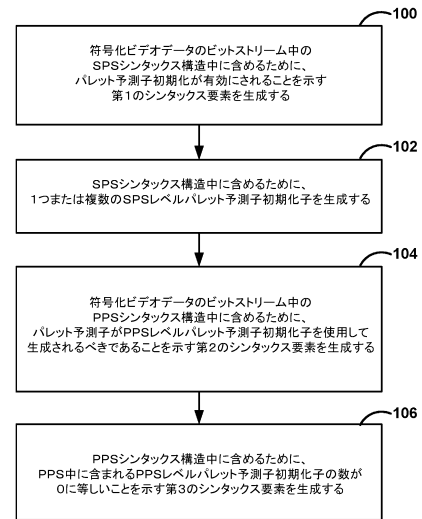 100
符号化ビデオデータのビットストリーム中の
SPSシンタックス構造中に含めるために、
パレット予測子初期化が有効にされることを示す
第1のシンタックス要素を生成する
102
SPSシンタックス構造中に含めるために、
1つまたは複数のSPSレベルパレット予測子初期化子を生成する
104
符号化ビデオデータのビットストリーム中の
PPSシンタックス構造中に含めるために、
パレット予測子がPPSレベルパレット予測子初期化子を使用して
生成されるべきであることを示す第2のシンタックス要素を生成する
106
PPSシンタックス構造中に含めるために、
PPS中に含まれるPPSレベルパレット予測子初期化子の数が
0に等しいことを示す第3のシンタックス要素を生成する